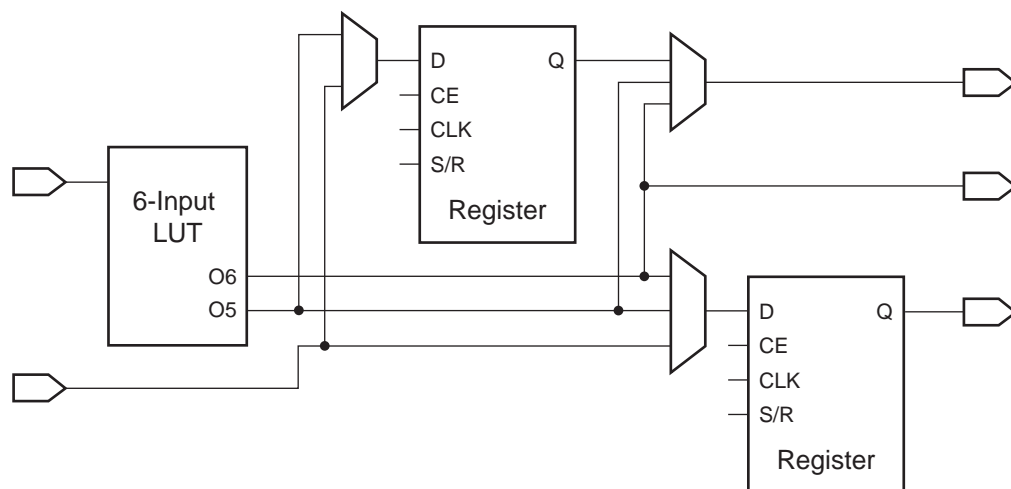 D
Q
CE
CLK
S/R
Register
6-Input
LUT
O6
O5
D
Q
CE
CLK
S/R
Register